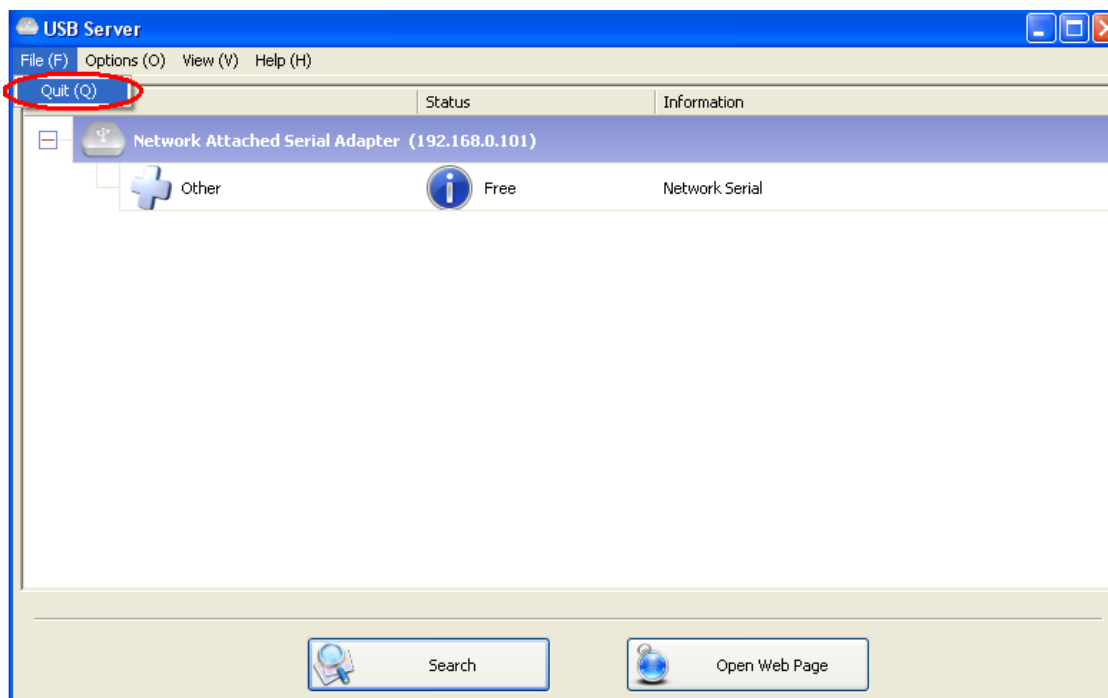 USB Server
File (F) Options (O) View (V) Help (H)
Quit (Q)
Status Information
Network Attached Serial Adapter (192.168.0.101)
Other Free Network Serial
Search Open Web Page